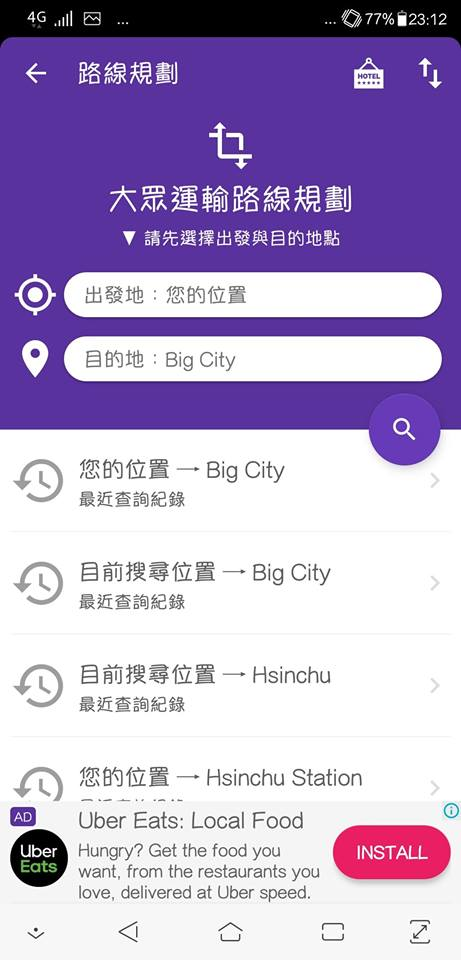 4G ... ... 77% 23:12
路線規劃
HOTEL
大眾運輸路線規劃
▼ 請先選擇出發與目的地點
出發地：您的位置
目的地：Big City
您的位置 → Big City
最近查詢紀錄
目前搜尋位置 → Big City
最近查詢紀錄
目前搜尋位置 → Hsinchu
最近查詢紀錄
您的位置 → Hsinchu Station
AD
Uber Eats: Local Food
Uber
Eats
Hungry? Get the food you
want, from the restaurants you
love, delivered at Uber speed.
INSTALL